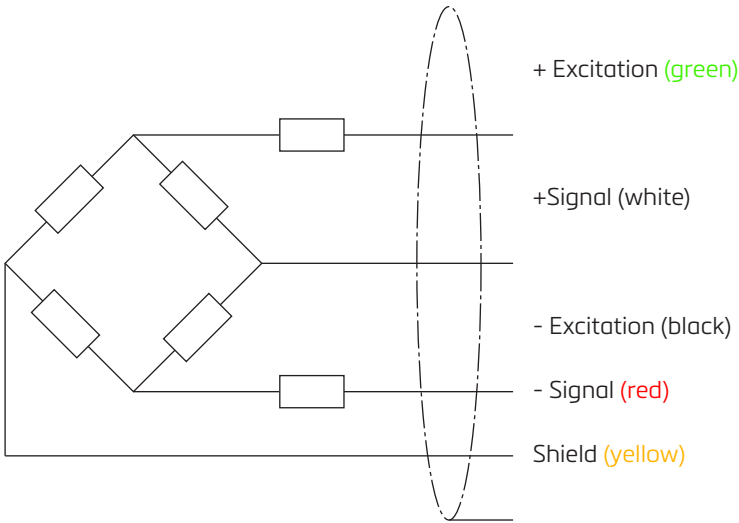 + Excitation (green)
+Signal (white)
- Excitation (black)
- Signal (red)
Shield (yellow)